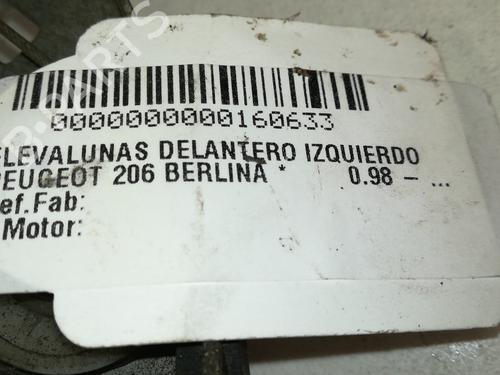 0000000000160633
ELEVALUNAS DELANTERO IZQUIERDO
PEUGEOT 206 BERLINA * 0.98 – ...
ef.Fab:
Motor: